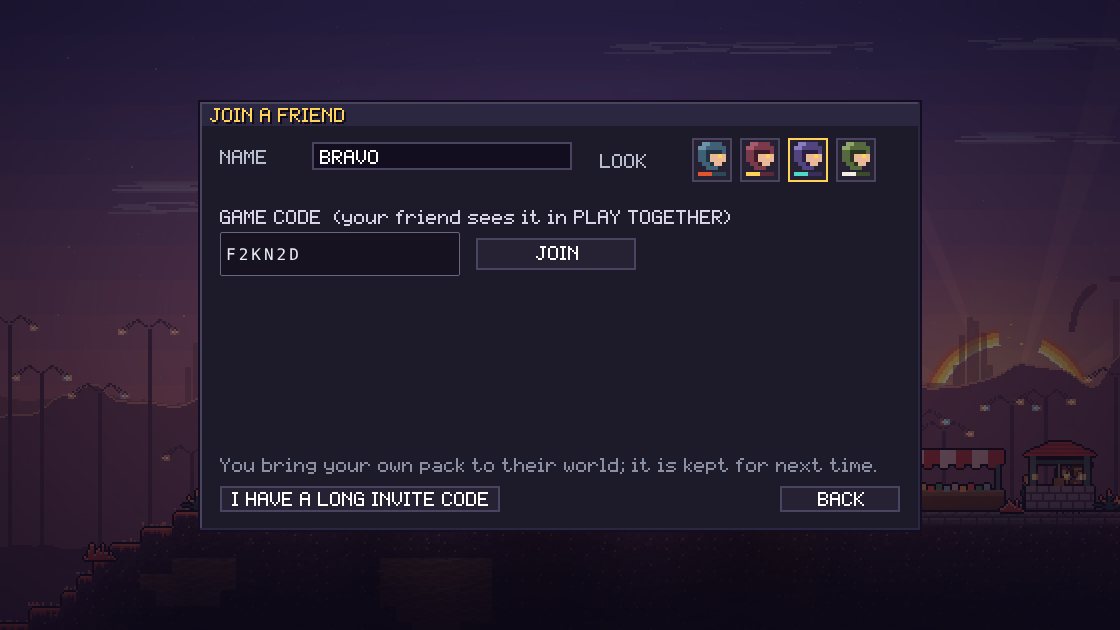 JOIN A FRIEND
NAME BRAVO LOOK
GAME CODE (your friend sees it in PLAY TOGETHER)
F2KN2D JOIN
You bring your own pack to their world; it is kept for next time.
I HAVE A LONG INVITE CODE BACK